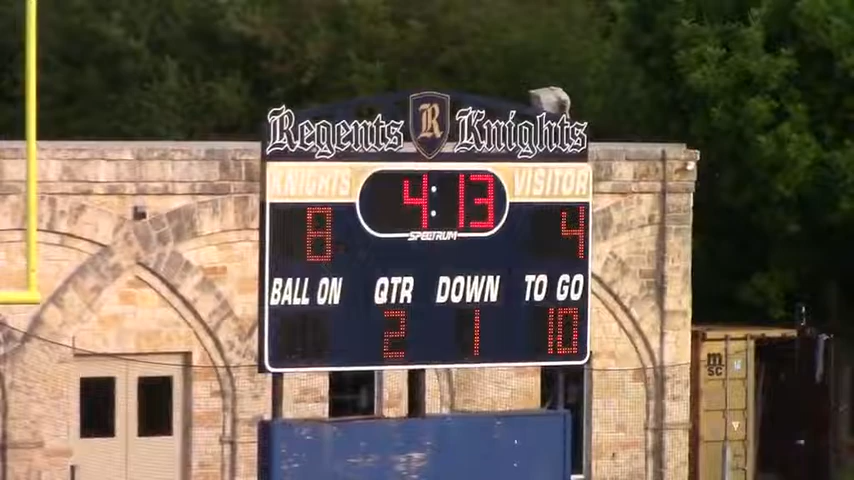 Regents R Knights
KNIGHTS 4:13 VISITOR
8 SPECTRUM 4
BALL ON QTR DOWN TO GO
2 1 10
msc